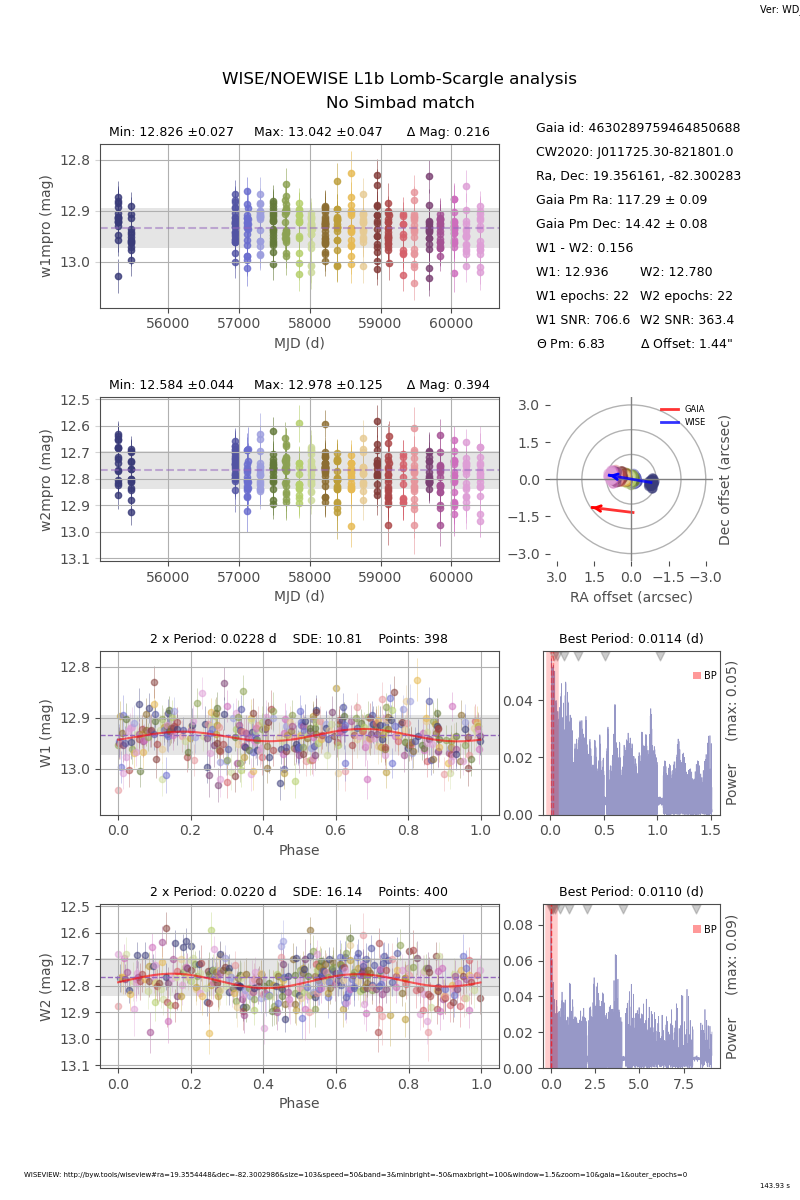 Ver: WD_
WISE/NOEWISE L1b Lomb-Scargle analysis
No Simbad match
Min: 12.826 ±0.027 Max: 13.042 ±0.047 Δ Mag: 0.216
12.8
12.9
13.0
w1mpro (mag)
56000 57000 58000 59000 60000
MJD (d)
Gaia id: 4630289759464850688
CW2020: J011725.30-821801.0
Ra, Dec: 19.356161, -82.300283
Gaia Pm Ra: 117.29 ± 0.09
Gaia Pm Dec: 14.42 ± 0.08
W1 - W2: 0.156
W1: 12.936 W2: 12.780
W1 epochs: 22 W2 epochs: 22
W1 SNR: 706.6 W2 SNR: 363.4
Θ Pm: 6.83 Δ Offset: 1.44"
Min: 12.584 ±0.044 Max: 12.978 ±0.125 Δ Mag: 0.394
12.5
12.6
12.7
12.8
12.9
13.0
13.1
w2mpro (mag)
56000 57000 58000 59000 60000
MJD (d)
GAIA
WISE
3.0
1.5
0.0
−1.5
−3.0
Dec offset (arcsec)
3.0 1.5 0.0 −1.5 −3.0
RA offset (arcsec)
2 x Period: 0.0228 d SDE: 10.81 Points: 398
12.8
12.9
13.0
W1 (mag)
0.0 0.2 0.4 0.6 0.8 1.0
Phase
Best Period: 0.0114 (d)
BP
0.04
0.02
0.00
Power (max: 0.05)
0.0 0.5 1.0 1.5
2 x Period: 0.0220 d SDE: 16.14 Points: 400
12.5
12.6
12.7
12.8
12.9
13.0
13.1
W2 (mag)
0.0 0.2 0.4 0.6 0.8 1.0
Phase
Best Period: 0.0110 (d)
BP
0.08
0.06
0.04
0.02
0.00
Power (max: 0.09)
0.0 2.5 5.0 7.5
WISEVIEW: http://byw.tools/wiseview#ra=19.3554448&dec=-82.3002986&size=103&speed=50&band=3&minbright=-50&maxbright=100&window=1.5&zoom=10&gaia=1&outer_epochs=0
143.93 s